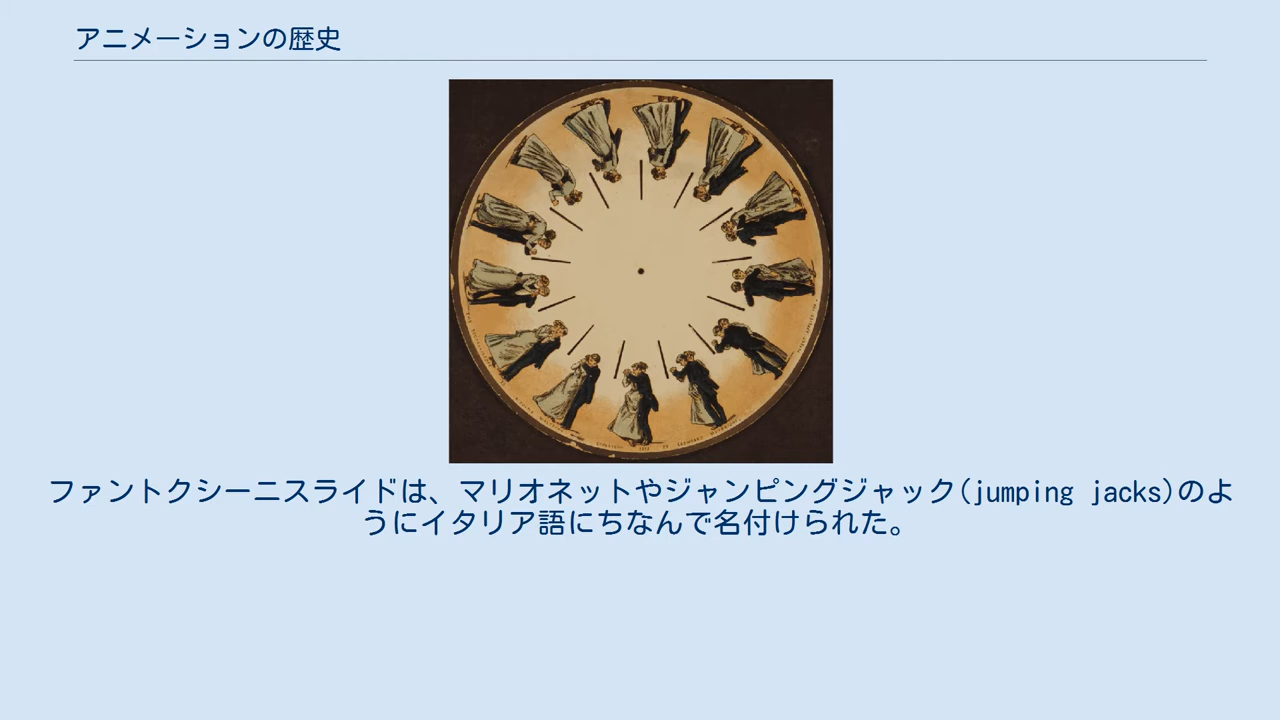 アニメーションの歴史
ファントクシーニスライドは、マリオネットやジャンピングジャック(jumping jacks)のよ
うにイタリア語にちなんで名付けられた。